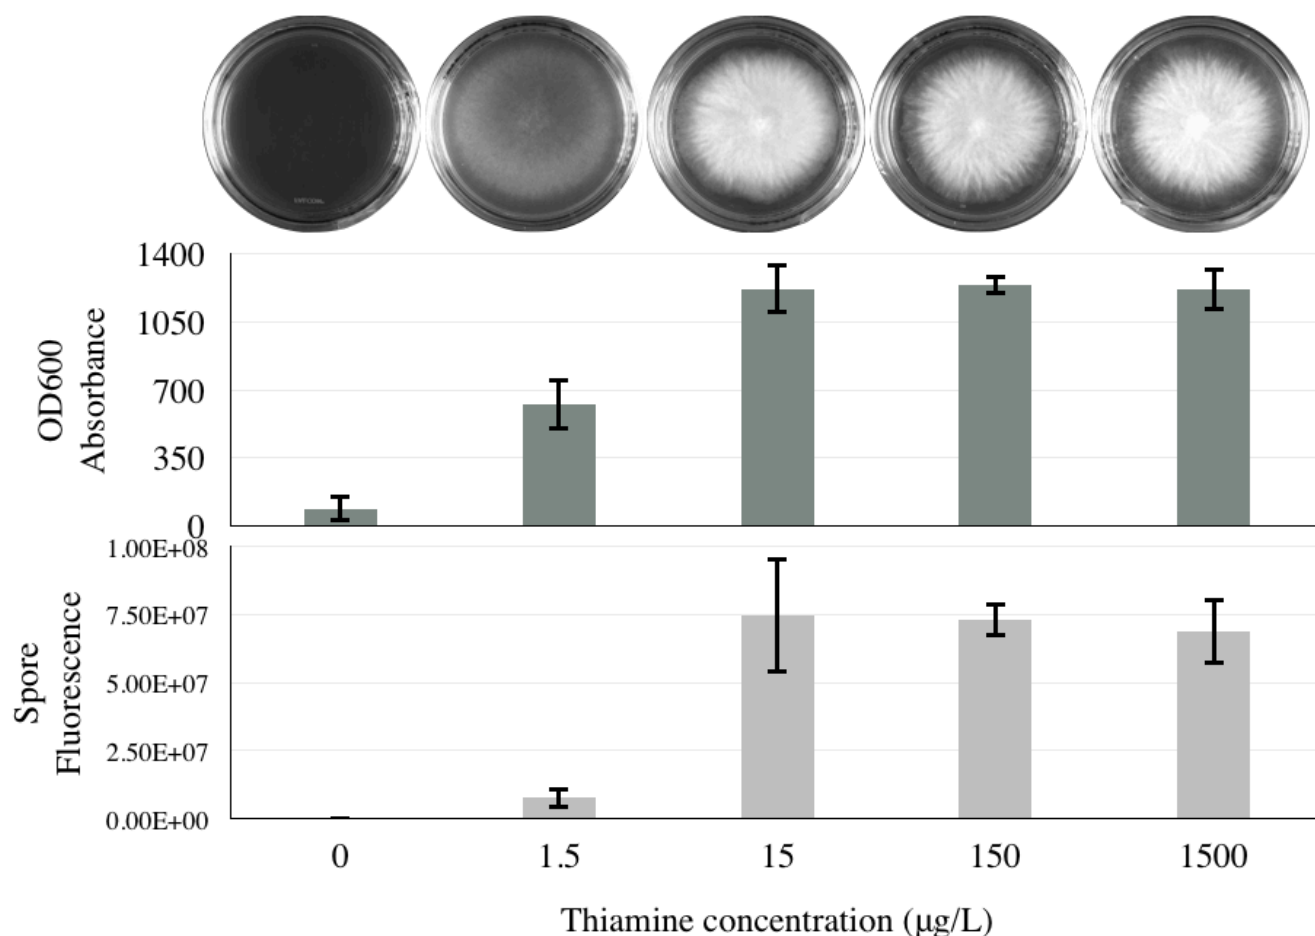 1400
1050
700
350
0
OD600
Absorbance
1.00E+08
7.50E+07
5.00E+07
2.50E+07
0.00E+00
Spore
Fluorescence
0 1.5 15 150 1500
Thiamine concentration (µg/L)